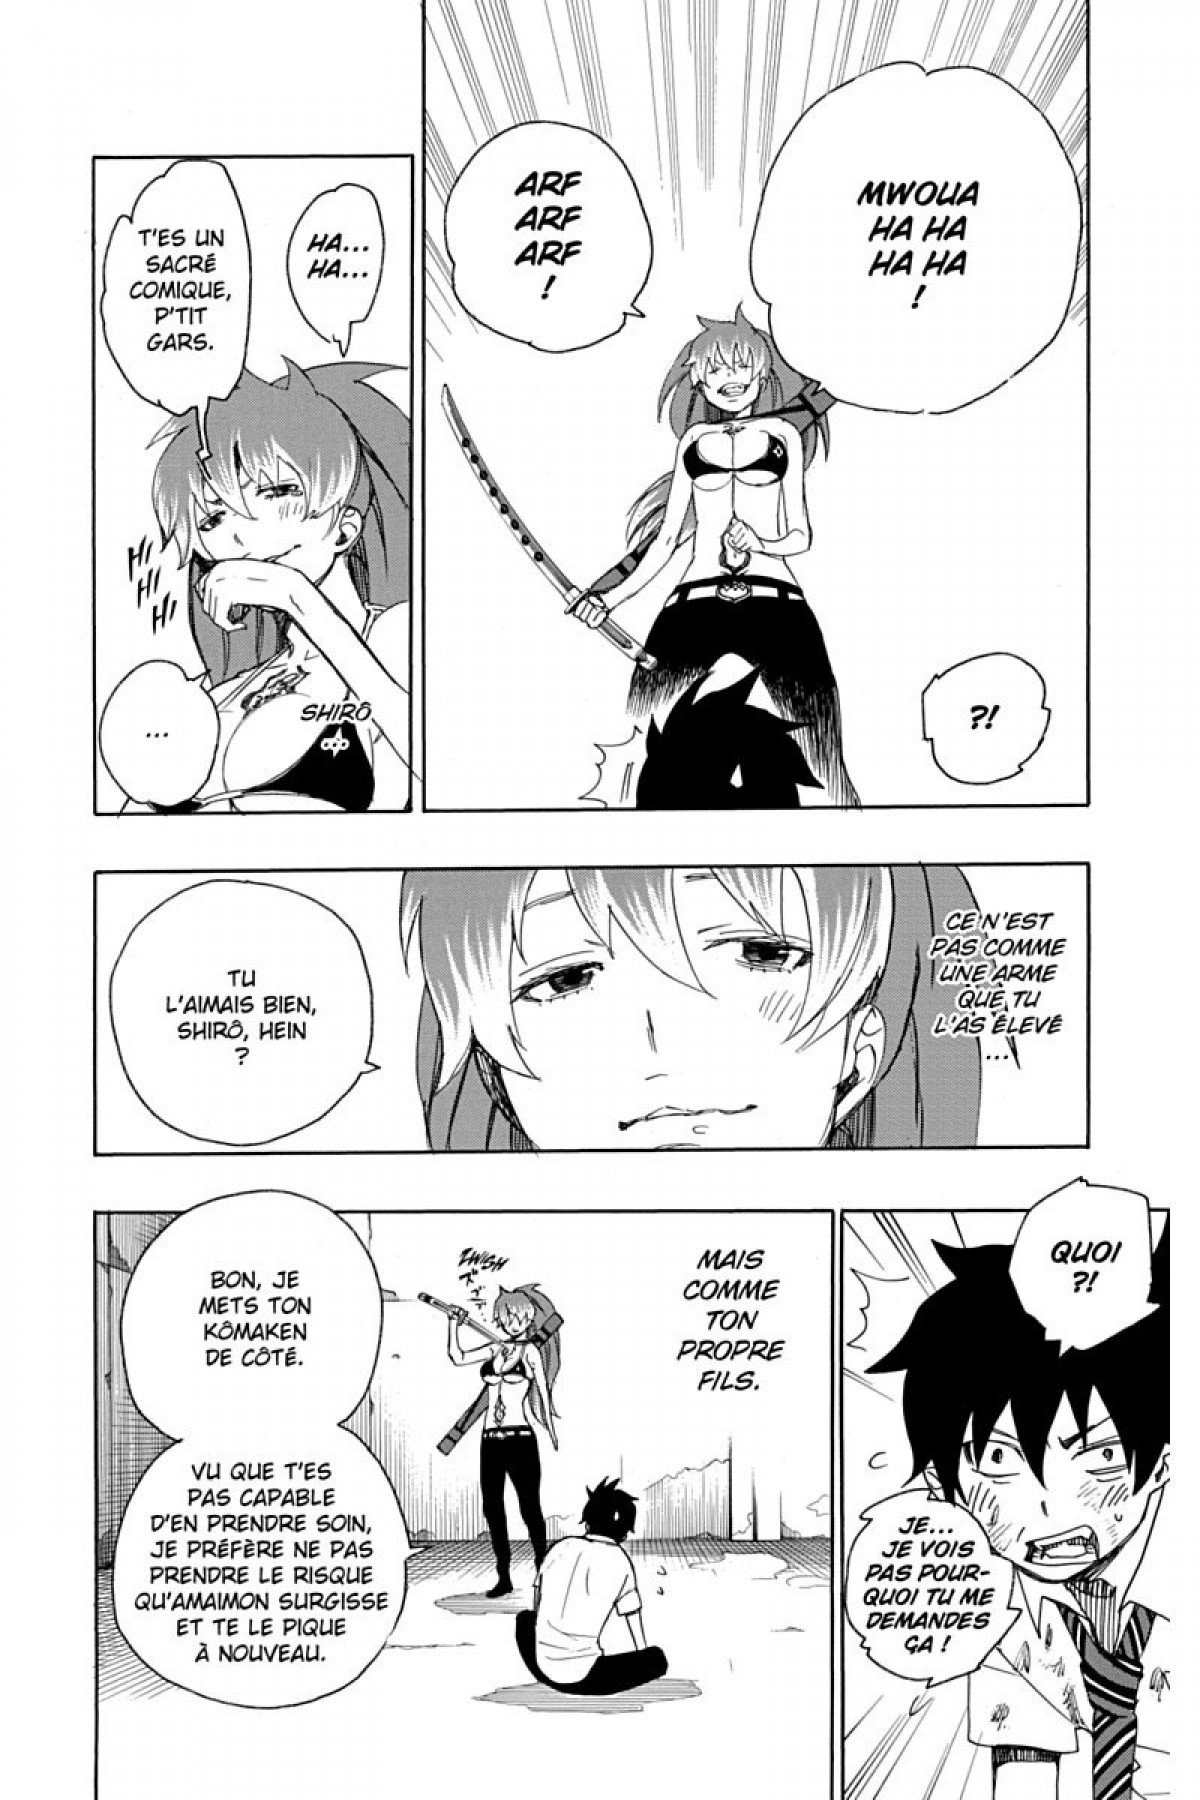 MWOUA
HA HA
HA HA
!
ARF
ARF
ARF
!
?!
HA...
HA...
T'ES UN
SACRÉ
COMIQUE,
P'TIT
GARS.
HI
HI
HI
SHIRÔ
...
CE N'EST
PAS COMME
UNE ARME
QUE TU
L'AS ÉLEVÉ
...
TU
L'AIMAIS BIEN,
SHIRÔ, HEIN
?
QUOI
?!
JE...
JE VOIS
PAS POUR-
QUOI TU ME
DEMANDES
ÇA !
MAIS
COMME
TON
PROPRE
FILS.
ZWISH
BON, JE
METS TON
KÔMAKEN
DE CÔTÉ.
VU QUE T'ES
PAS CAPABLE
D'EN PRENDRE SOIN,
JE PRÉFÈRE NE PAS
PRENDRE LE RISQUE
QU'AMAIMON SURGISSE
ET TE LE PIQUE
À NOUVEAU.